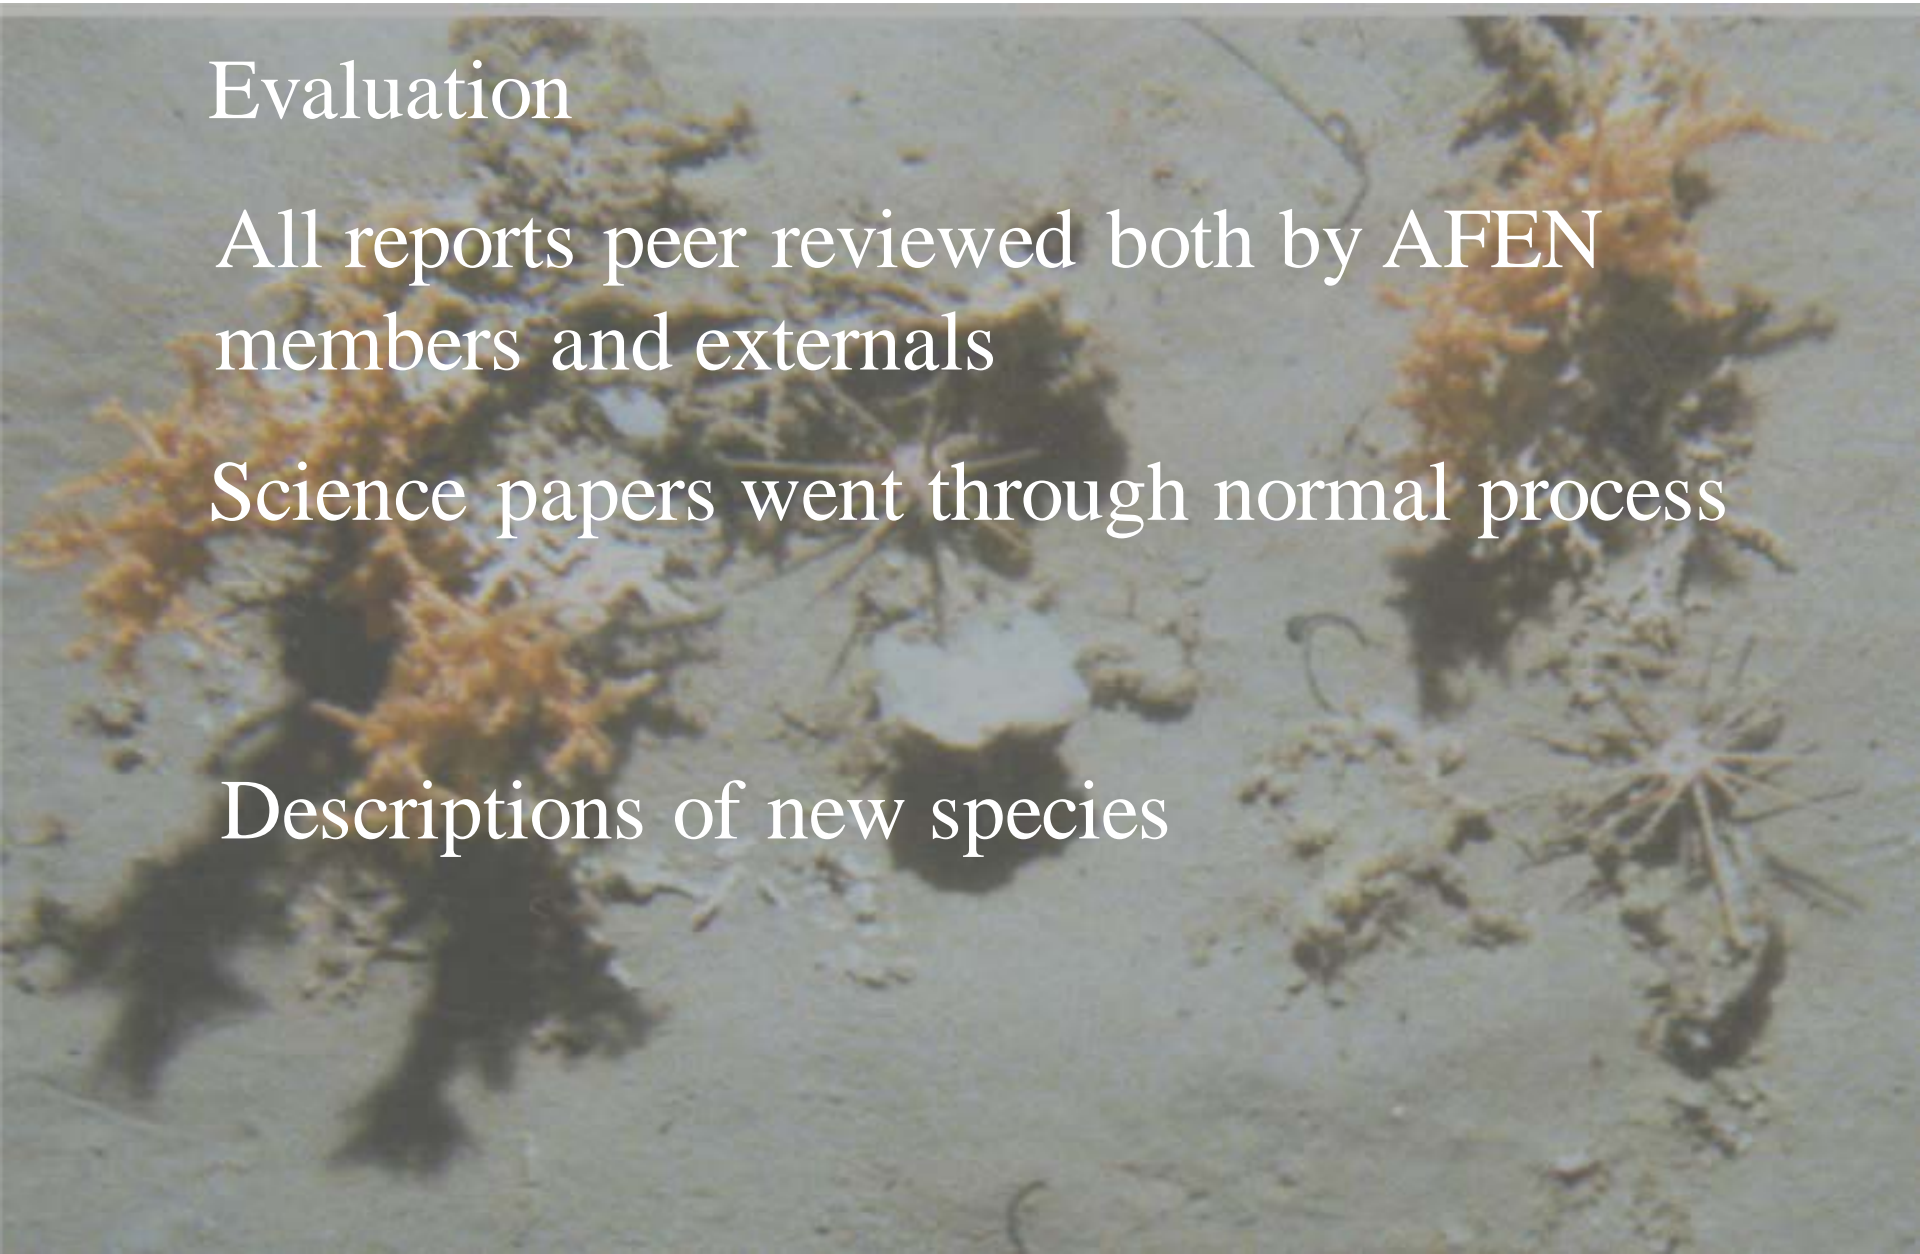 Evaluation
All reports peer reviewed both by AFEN
members and externals
Science papers went through normal process
Descriptions of new species